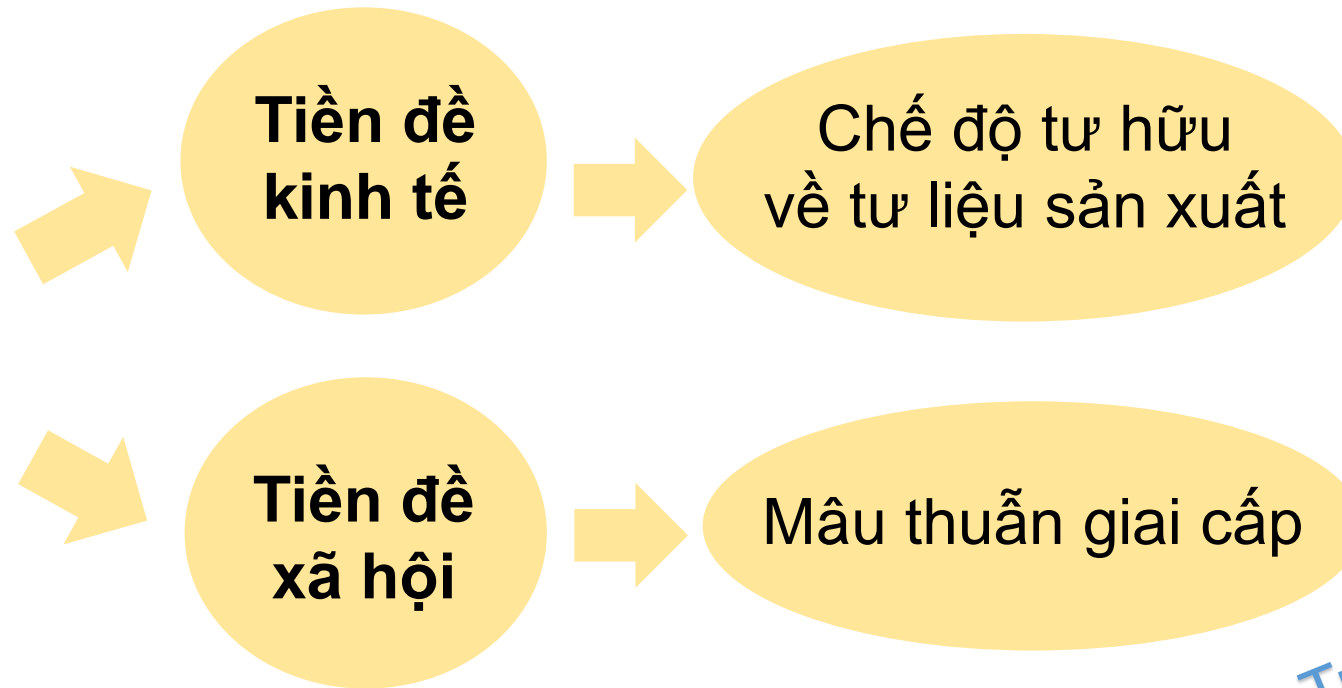 Tiền đề
kinh tế
Chế độ tư hữu
về tư liệu sản xuất
Tiền đề
xã hội
Mâu thuẫn giai cấp